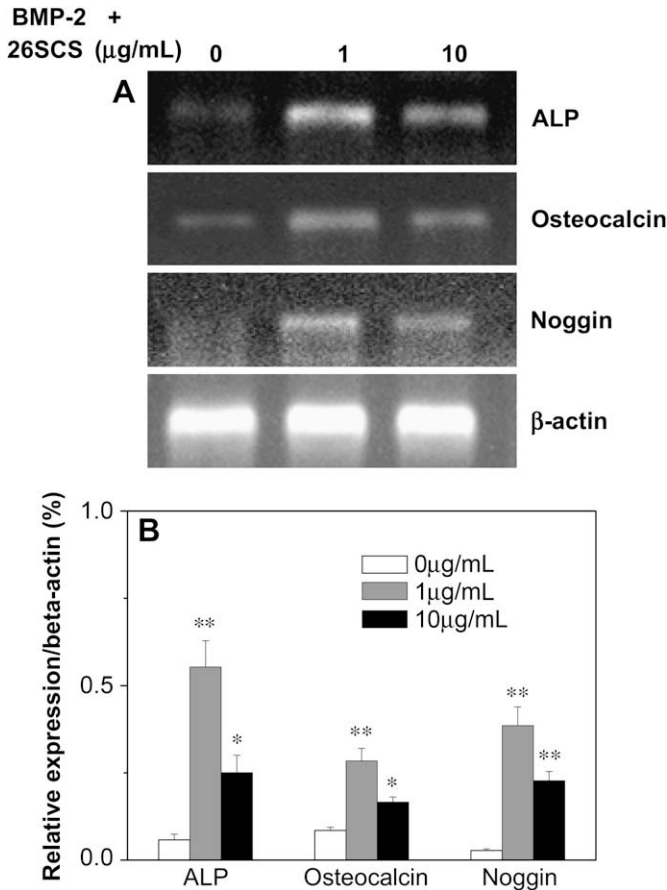 BMP-2 +
26SCS (μg/mL) 0 1 10
A
ALP
Osteocalcin
Noggin
β-actin
B
Relative expression/beta-actin (%)
1.0
0.5
0.0
0μg/mL
1μg/mL
10μg/mL
** * ** * ** **
ALP Osteocalcin Noggin